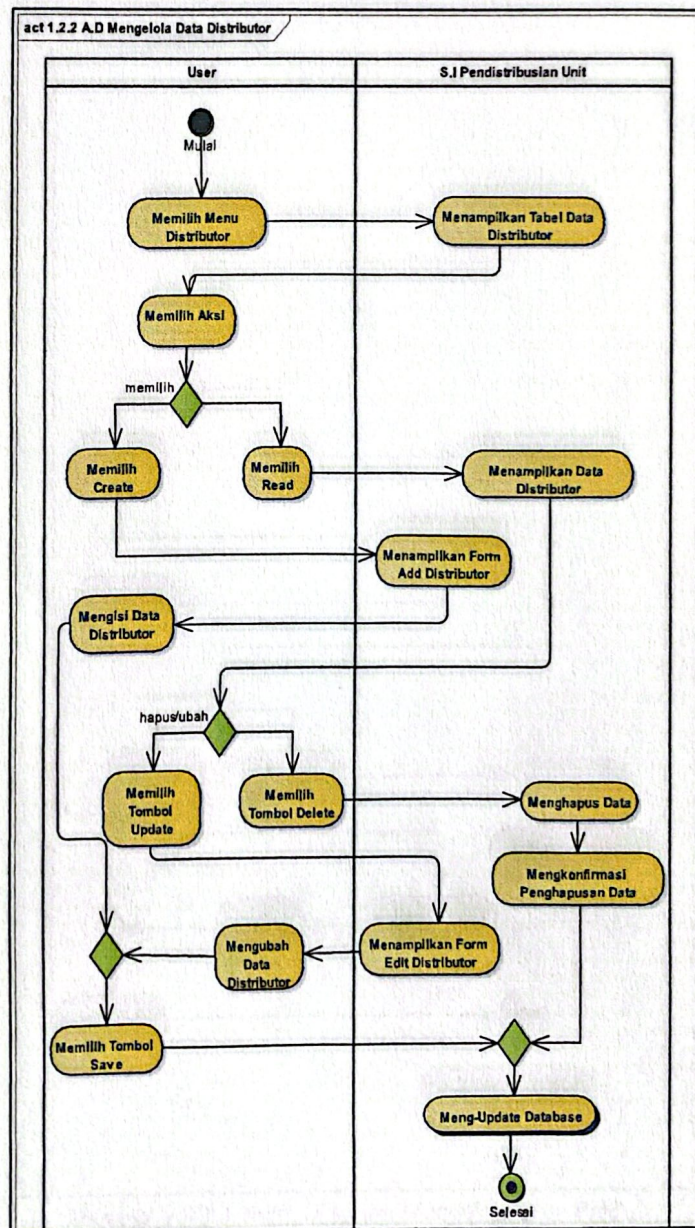 act 1.2.2 A.D Mengelola Data Distributor
User
S.I Pendistribusian Unit
Mulai
Memilih Menu
Distributor
Menampilkan Tabel Data
Distributor
Memilih Aksi
memilih
Memilih
Create
Memilih
Read
Menampilkan Data
Distributor
Menampilkan Form
Add Distributor
Mengisi Data
Distributor
hapus/ubah
Memilih
Tombol
Update
Memilih
Tombol Delete
Menghapus Data
Mengkonfirmasi
Penghapusan Data
Mengubah
Data
Distributor
Menampilkan Form
Edit Distributor
Memilih Tombol
Save
Meng-Update Database
Selesai